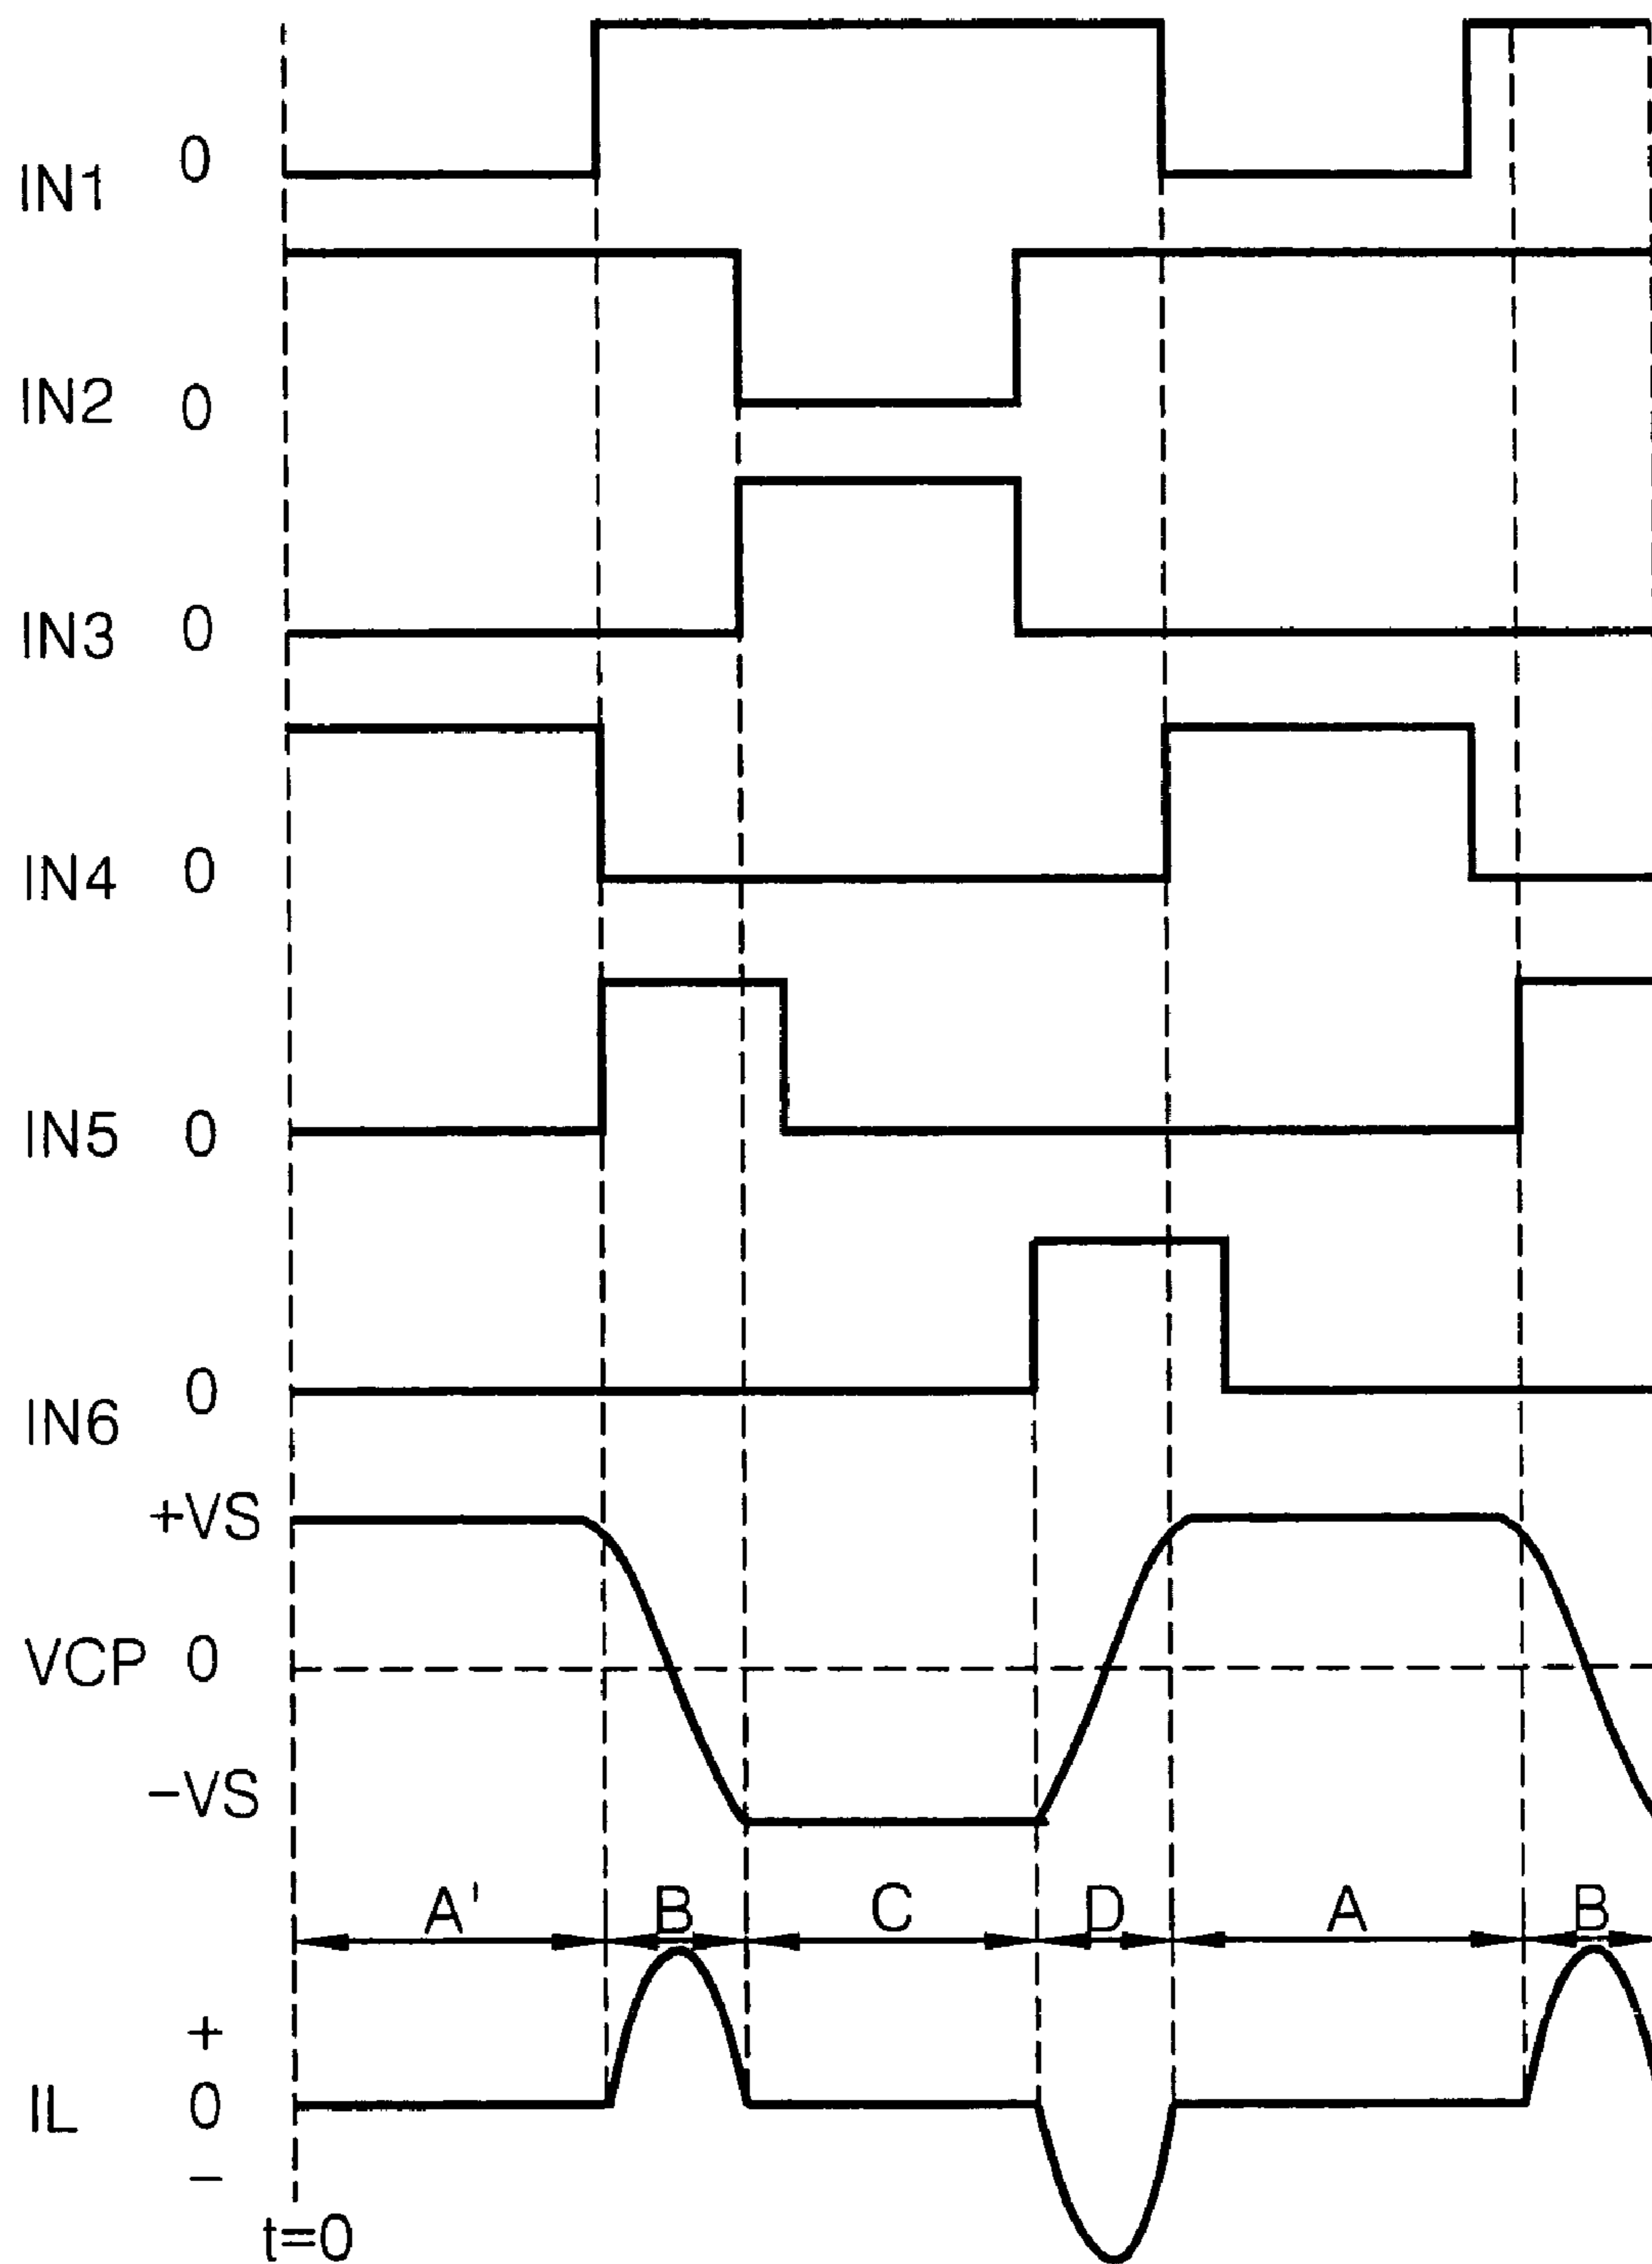 IN1 0
IN2 0
IN3 0
IN4 0
IN5 0
IN6 0
+VS
VCP 0
−VS
A' B C D A B
+
IL 0
−
t=0